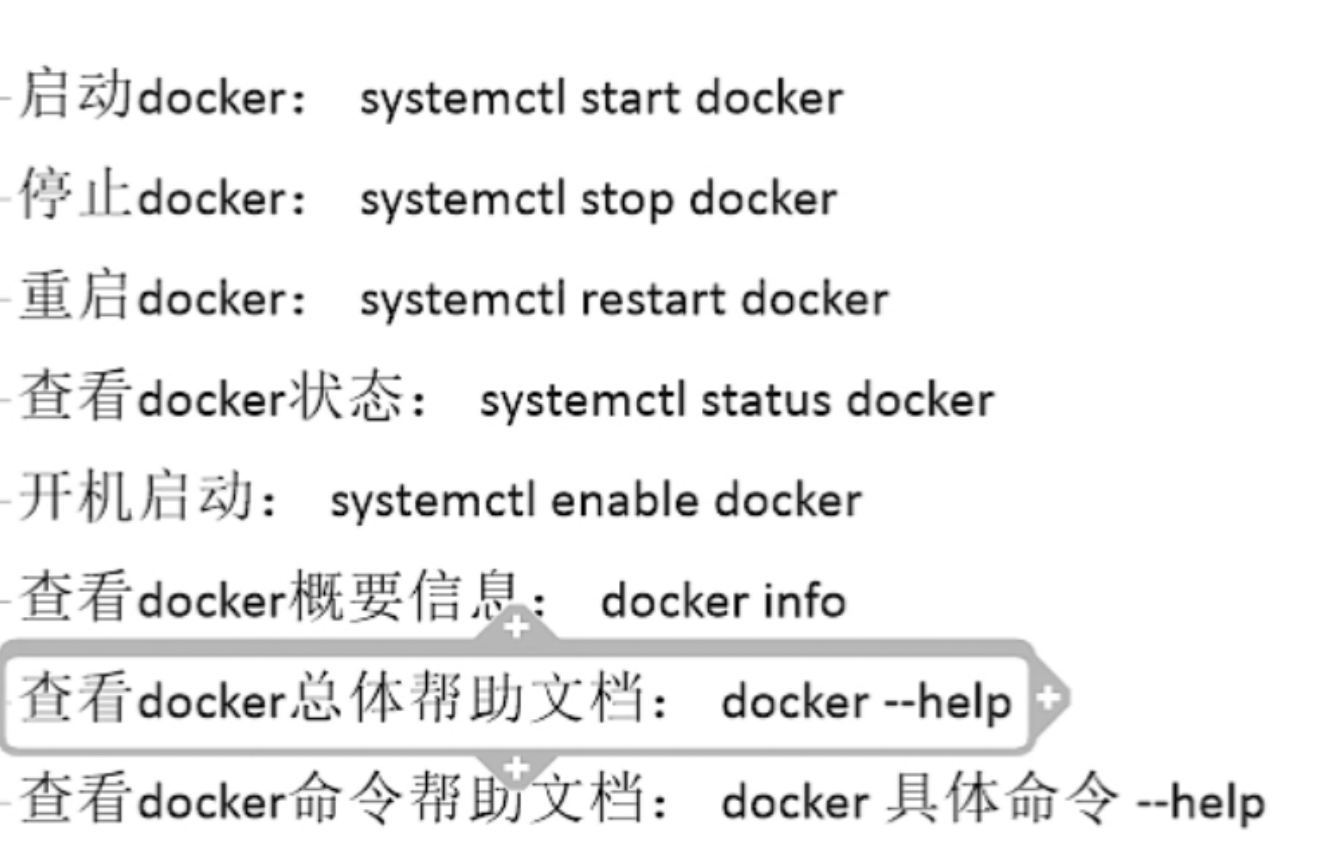 启动docker： systemctl start docker
停止docker： systemctl stop docker
重启docker： systemctl restart docker
查看docker状态： systemctl status docker
开机启动： systemctl enable docker
查看docker概要信息： docker info
查看docker总体帮助文档： docker --help
查看docker命令帮助文档： docker 具体命令 --help